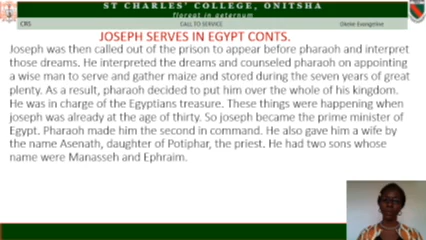 ST CHARLES' COLLEGE, ONITSHA
floreat in aeternum
CRS CALL TO SERVICE Okolie Evangeline
JOSEPH SERVES IN EGYPT CONTS.
Joseph was then called out of the prison to appear before pharaoh and interpret
those dreams. He interpreted the dreams and counseled pharaoh on appointing
a wise man to serve and gather maize and stored during the seven years of great
plenty. As a result, pharaoh decided to put him over the whole of his kingdom.
He was in charge of the Egyptians treasure. These things were happening when
joseph was already at the age of thirty. So joseph became the prime minister of
Egypt. Pharaoh made him the second in command. He also gave him a wife by
the name Asenath, daughter of Potiphar, the priest. He had two sons whose
name were Manasseh and Ephraim.